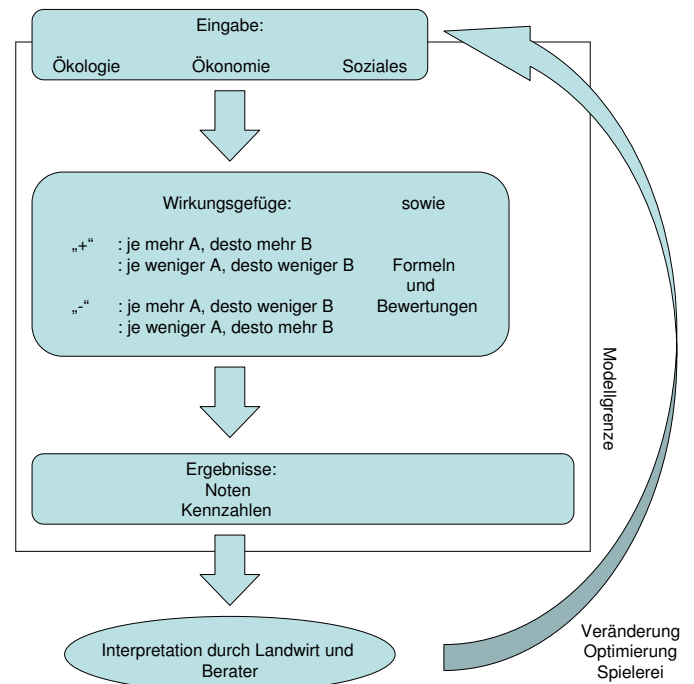 Eingabe:
Ökologie Ökonomie Soziales
Wirkungsgefüge: sowie
„+“ : je mehr A, desto mehr B
: je weniger A, desto weniger B Formeln
und
„-“ : je mehr A, desto weniger B Bewertungen
: je weniger A, desto mehr B
Modellgrenze
Ergebnisse:
Noten
Kennzahlen
Interpretation durch Landwirt und
Berater
Veränderung
Optimierung
Spielerei